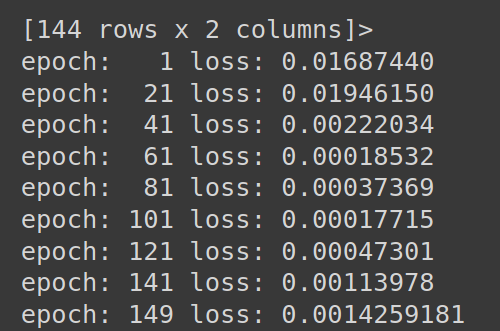 [144 rows x 2 columns]>
epoch:   1 loss: 0.01687440
epoch:  21 loss: 0.01946150
epoch:  41 loss: 0.00222034
epoch:  61 loss: 0.00018532
epoch:  81 loss: 0.00037369
epoch: 101 loss: 0.00017715
epoch: 121 loss: 0.00047301
epoch: 141 loss: 0.00113978
epoch: 149 loss: 0.0014259181